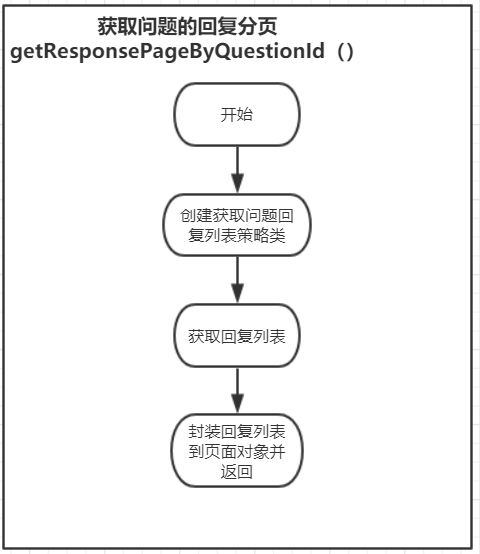 获取问题的回复分页
getResponsePageByQuestionId（）
开始
创建获取问题回
复列表策略类
获取回复列表
封装回复列表
到页面对象并
返回